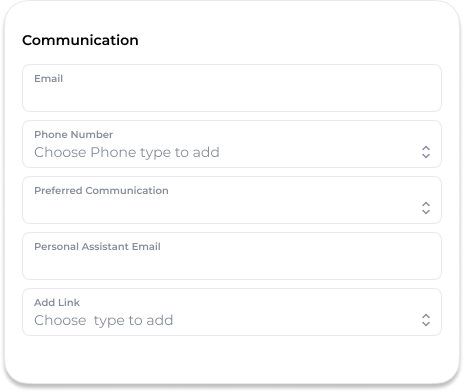 Communication
Email
Phone Number
Choose Phone type to add
Preferred Communication
Personal Assistant Email
Add Link
Choose  type to add